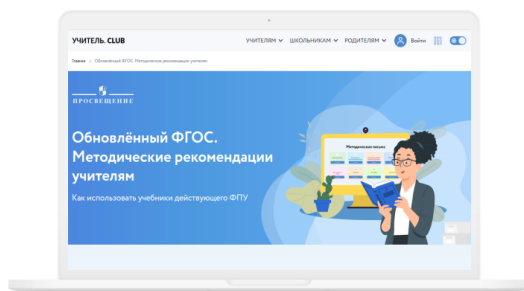 УЧИТЕЛЬ. CLUB
УЧИТЕЛЯМ
ШКОЛЬНИКАМ
РОДИТЕЛЯМ
Войти
Главная > Обновлённый ФГОС. Методические рекомендации учителям
ПРОСВЕЩЕНИЕ
Обновлённый ФГОС.
Методические рекомендации
учителям
Как использовать учебники действующего ФПУ
Методические письма